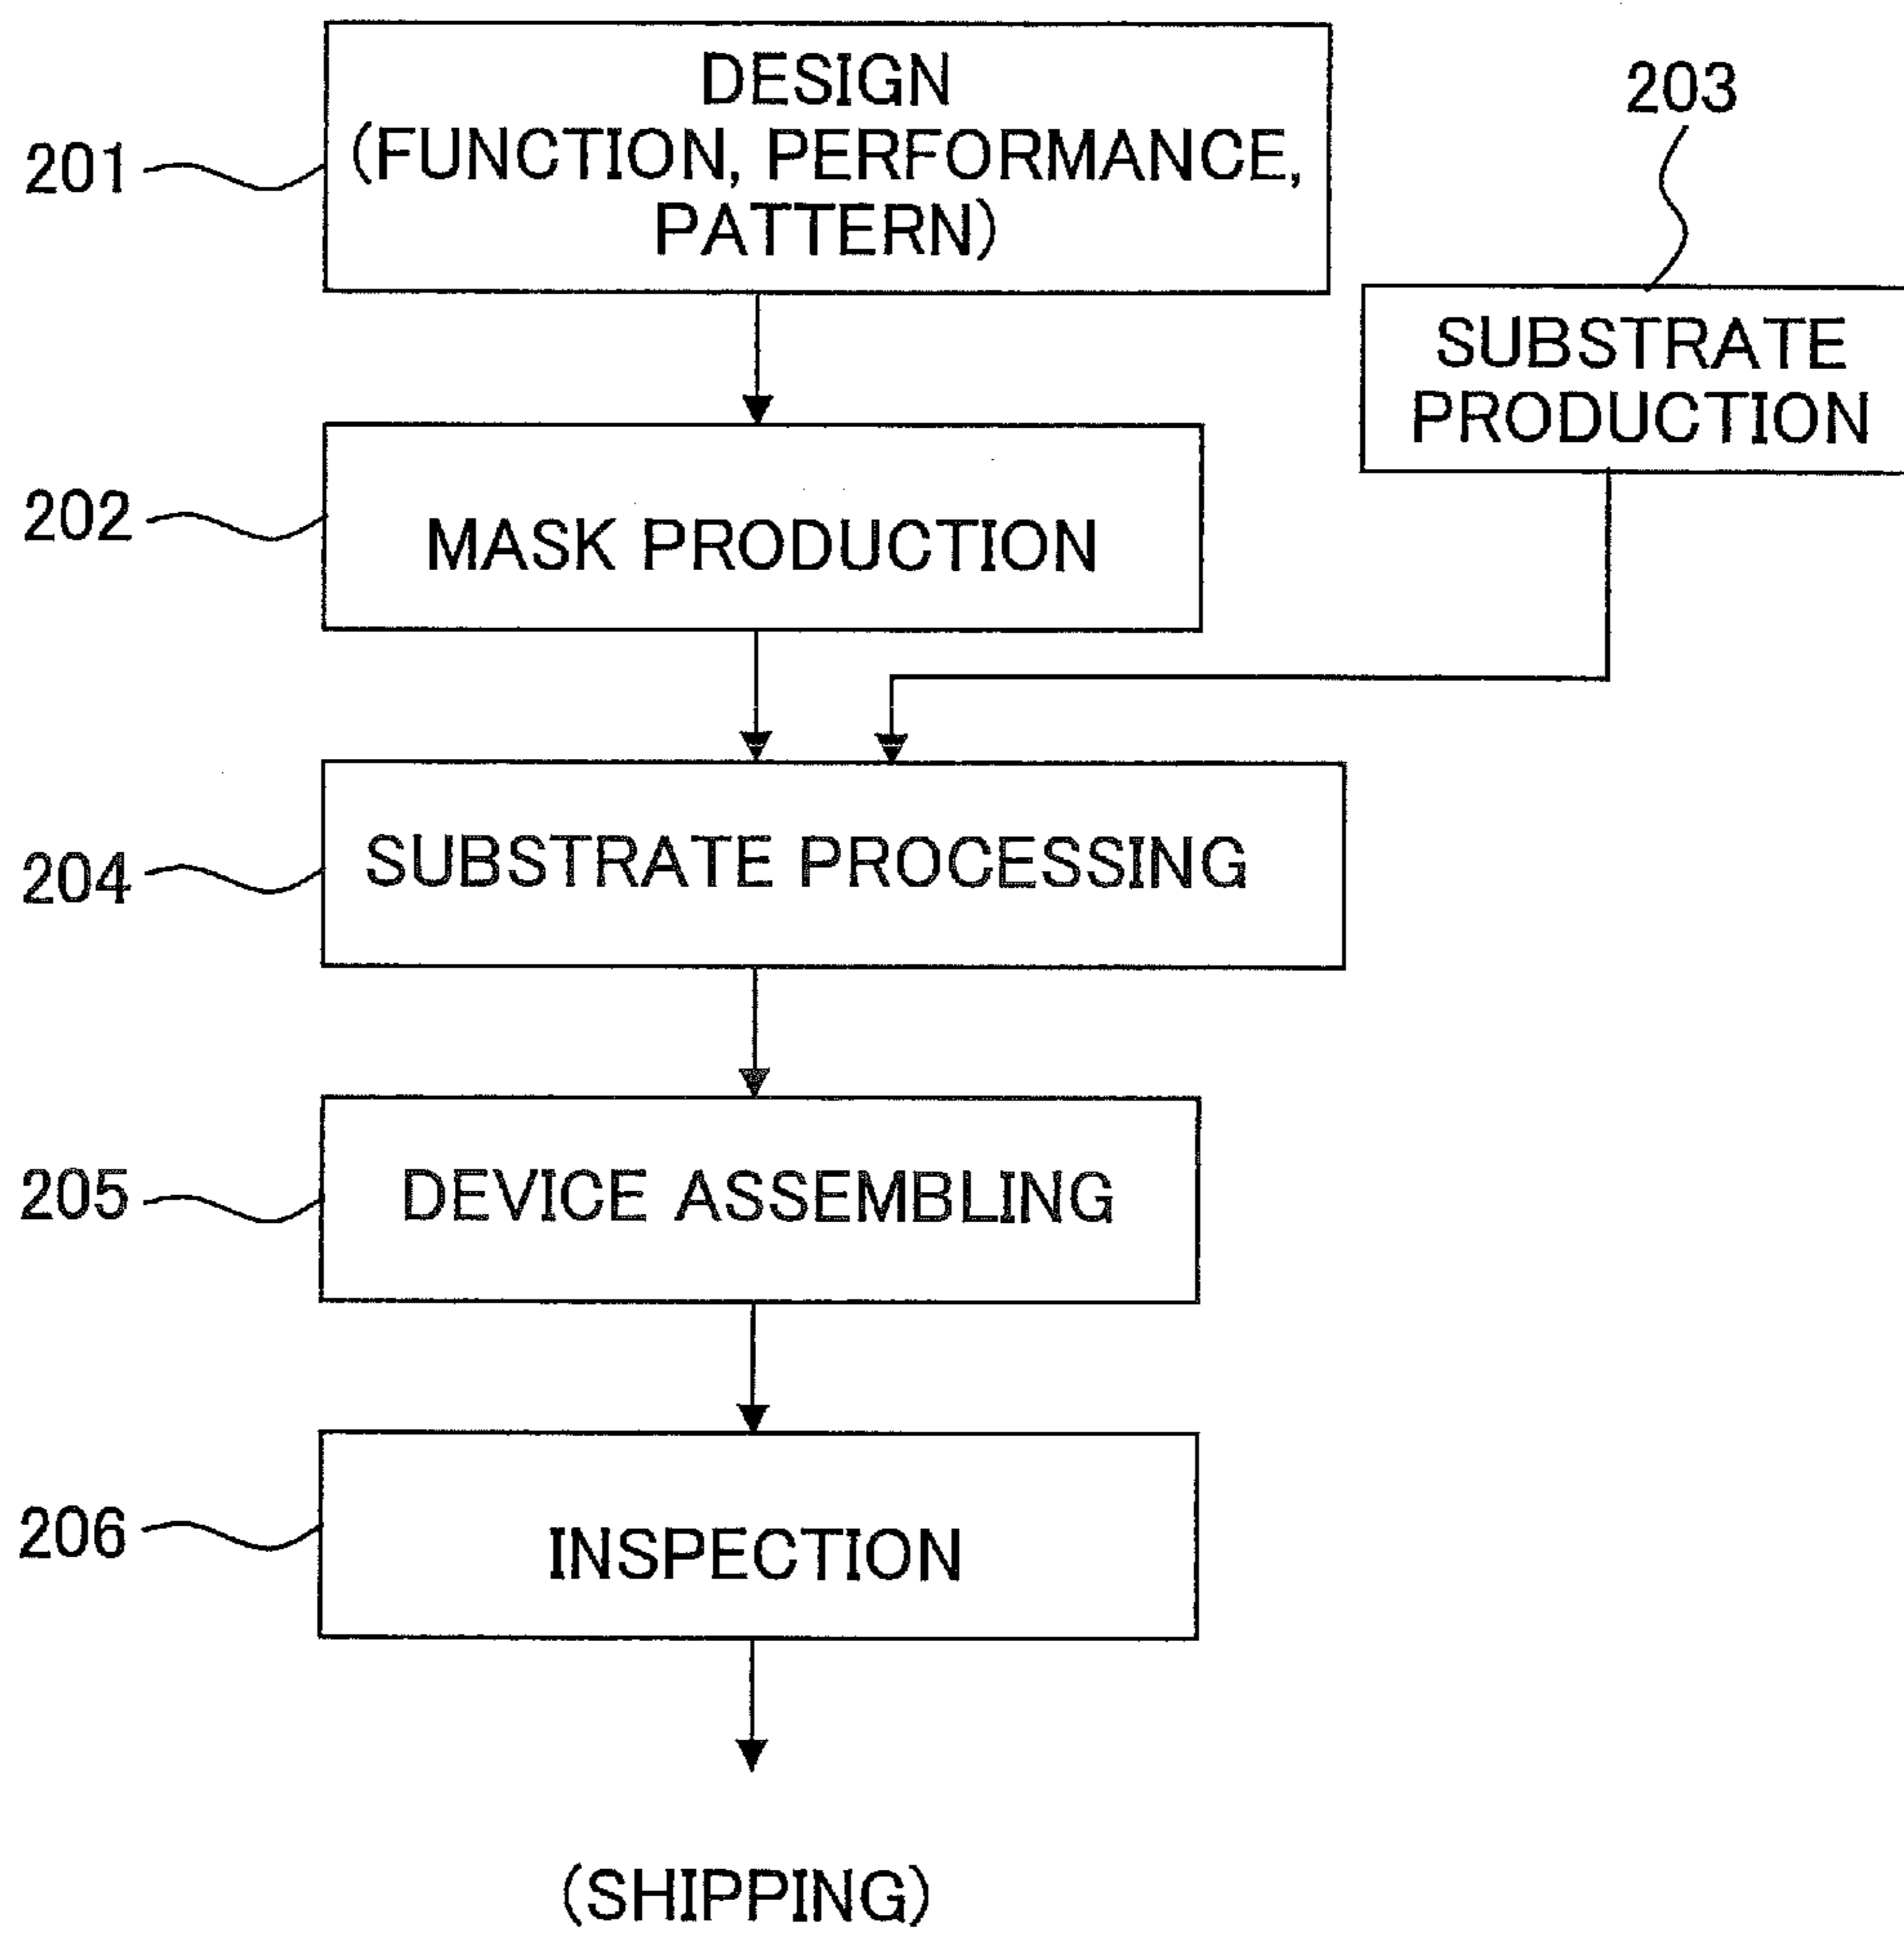 201
DESIGN
(FUNCTION, PERFORMANCE,
PATTERN)
203
SUBSTRATE
PRODUCTION
202
MASK PRODUCTION
204
SUBSTRATE PROCESSING
205
DEVICE ASSEMBLING
206
INSPECTION
(SHIPPING)